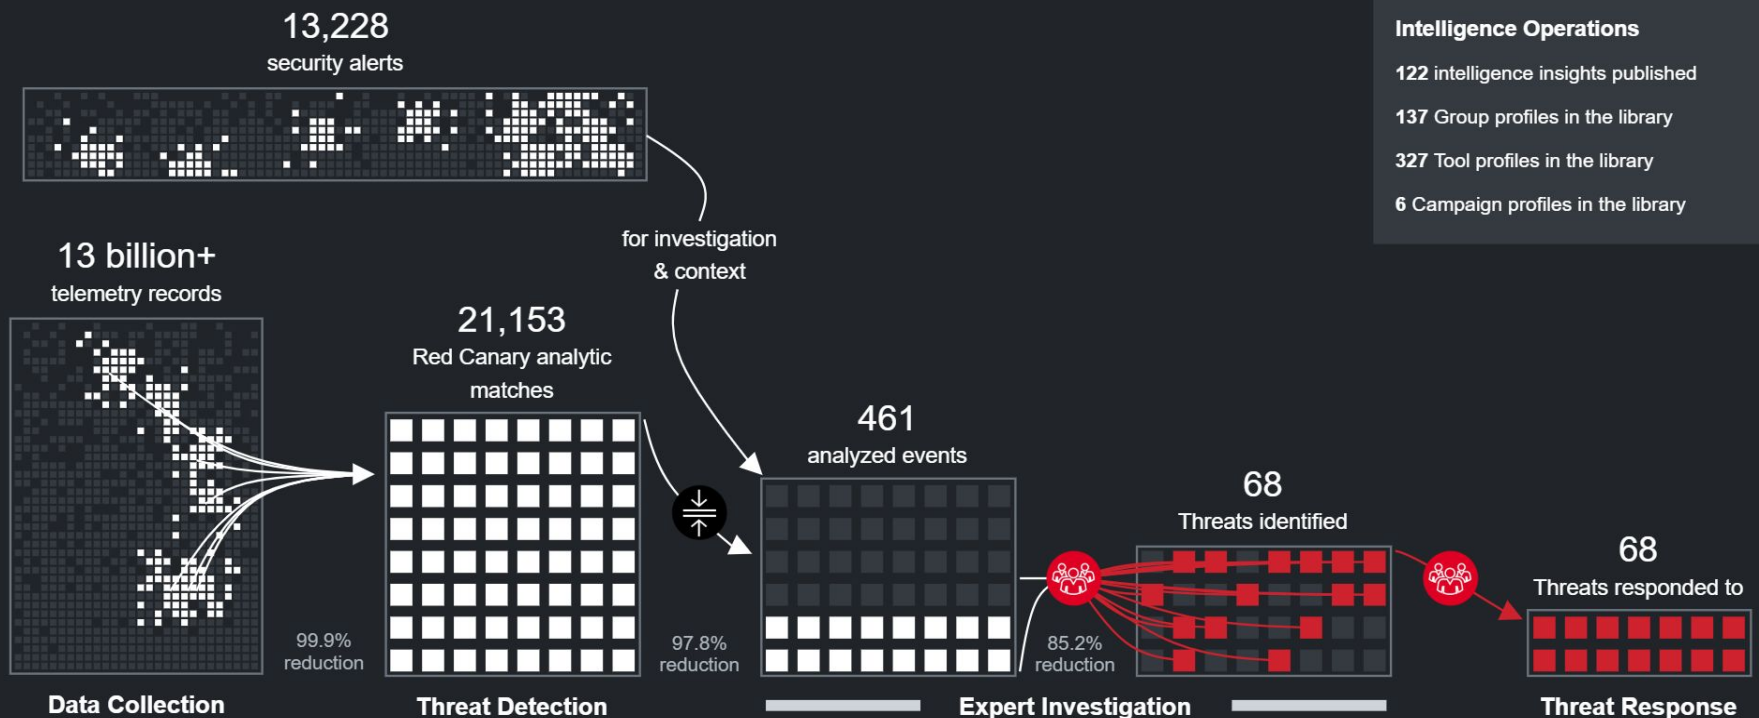 13,228
security alerts
for investigation
& context
13 billion+
telemetry records
99.9%
reduction
Data Collection
21,153
Red Canary analytic
matches
97.8%
reduction
Threat Detection
461
analyzed events
85.2%
reduction
68
Threats identified
Expert Investigation
68
Threats responded to
Threat Response
Intelligence Operations
122 intelligence insights published
137 Group profiles in the library
327 Tool profiles in the library
6 Campaign profiles in the library